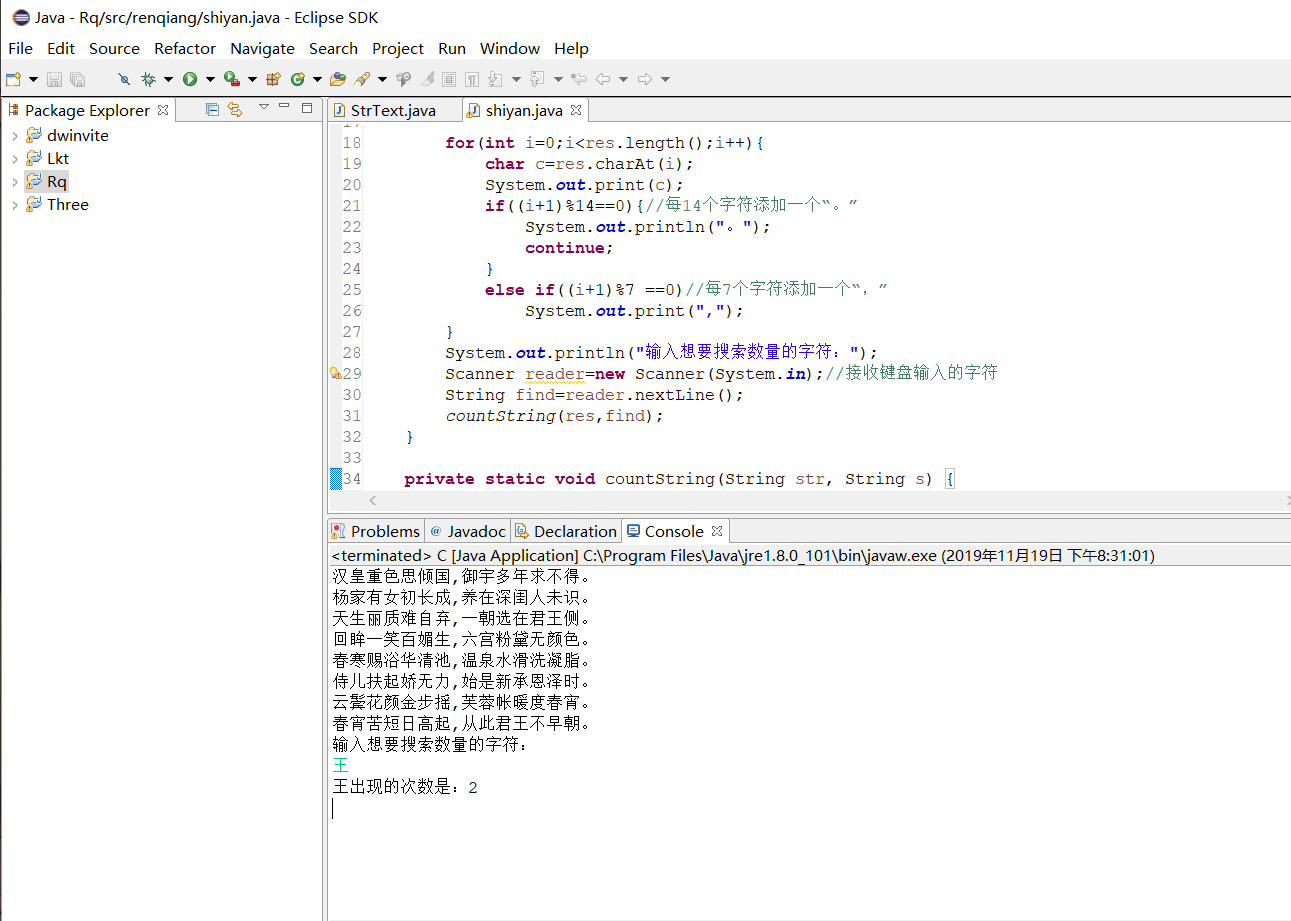 Java - Rq/src/renqiang/shiyan.java - Eclipse SDK
File Edit Source Refactor Navigate Search Project Run Window Help
Package Explorer
dwinvite
Lkt
Rq
Three
StrText.java shiyan.java
18 for(int i=0;i<res.length();i++){
19 char c=res.charAt(i);
20 System.out.print(c);
21 if((i+1)%14==0){//每14个字符添加一个“。”
22 System.out.println("。");
23 continue;
24 }
25 else if((i+1)%7 ==0)//每7个字符添加一个“，”
26 System.out.print(",");
27 }
28 System.out.println("输入想要搜索数量的字符：");
29 Scanner reader=new Scanner(System.in);//接收键盘输入的字符
30 String find=reader.nextLine();
31 countString(res,find);
32 }
33
34 private static void countString(String str, String s) {
Problems @ Javadoc Declaration Console
<terminated> C [Java Application] C:\Program Files\Java\jre1.8.0_101\bin\javaw.exe (2019年11月19日 下午8:31:01)
汉皇重色思倾国,御宇多年求不得。
杨家有女初长成,养在深闺人未识。
天生丽质难自弃,一朝选在君王侧。
回眸一笑百媚生,六宫粉黛无颜色。
春寒赐浴华清池,温泉水滑洗凝脂。
侍儿扶起娇无力,始是新承恩泽时。
云鬓花颜金步摇,芙蓉帐暖度春宵。
春宵苦短日高起,从此君王不早朝。
输入想要搜索数量的字符：
王
王出现的次数是：2